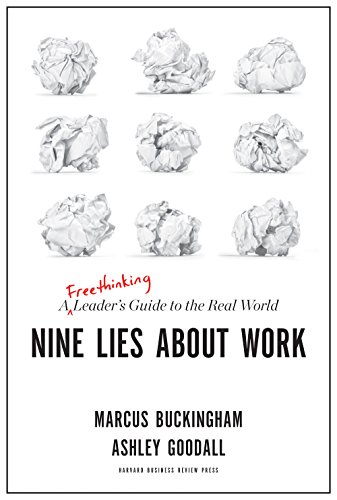 Freethinking
A Leader's Guide to the Real World
NINE LIES ABOUT WORK
MARCUS BUCKINGHAM
ASHLEY GOODALL
HARVARD BUSINESS REVIEW PRESS